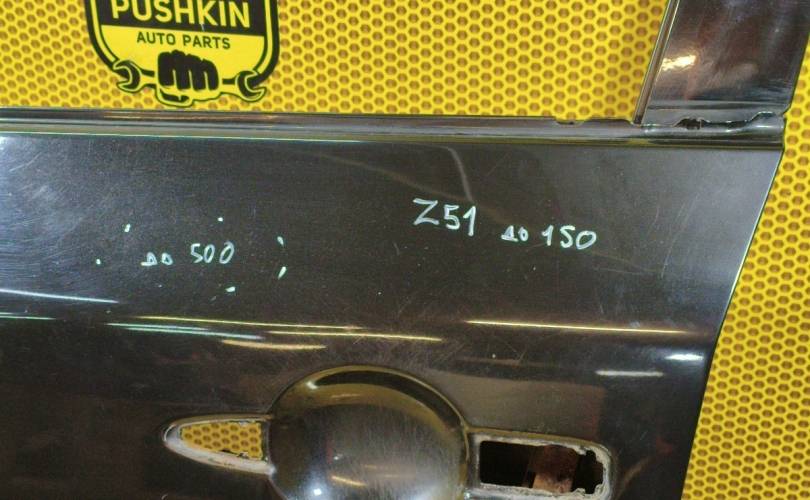 PUSHKIN
AUTO PARTS
Z51 до 150
до 500